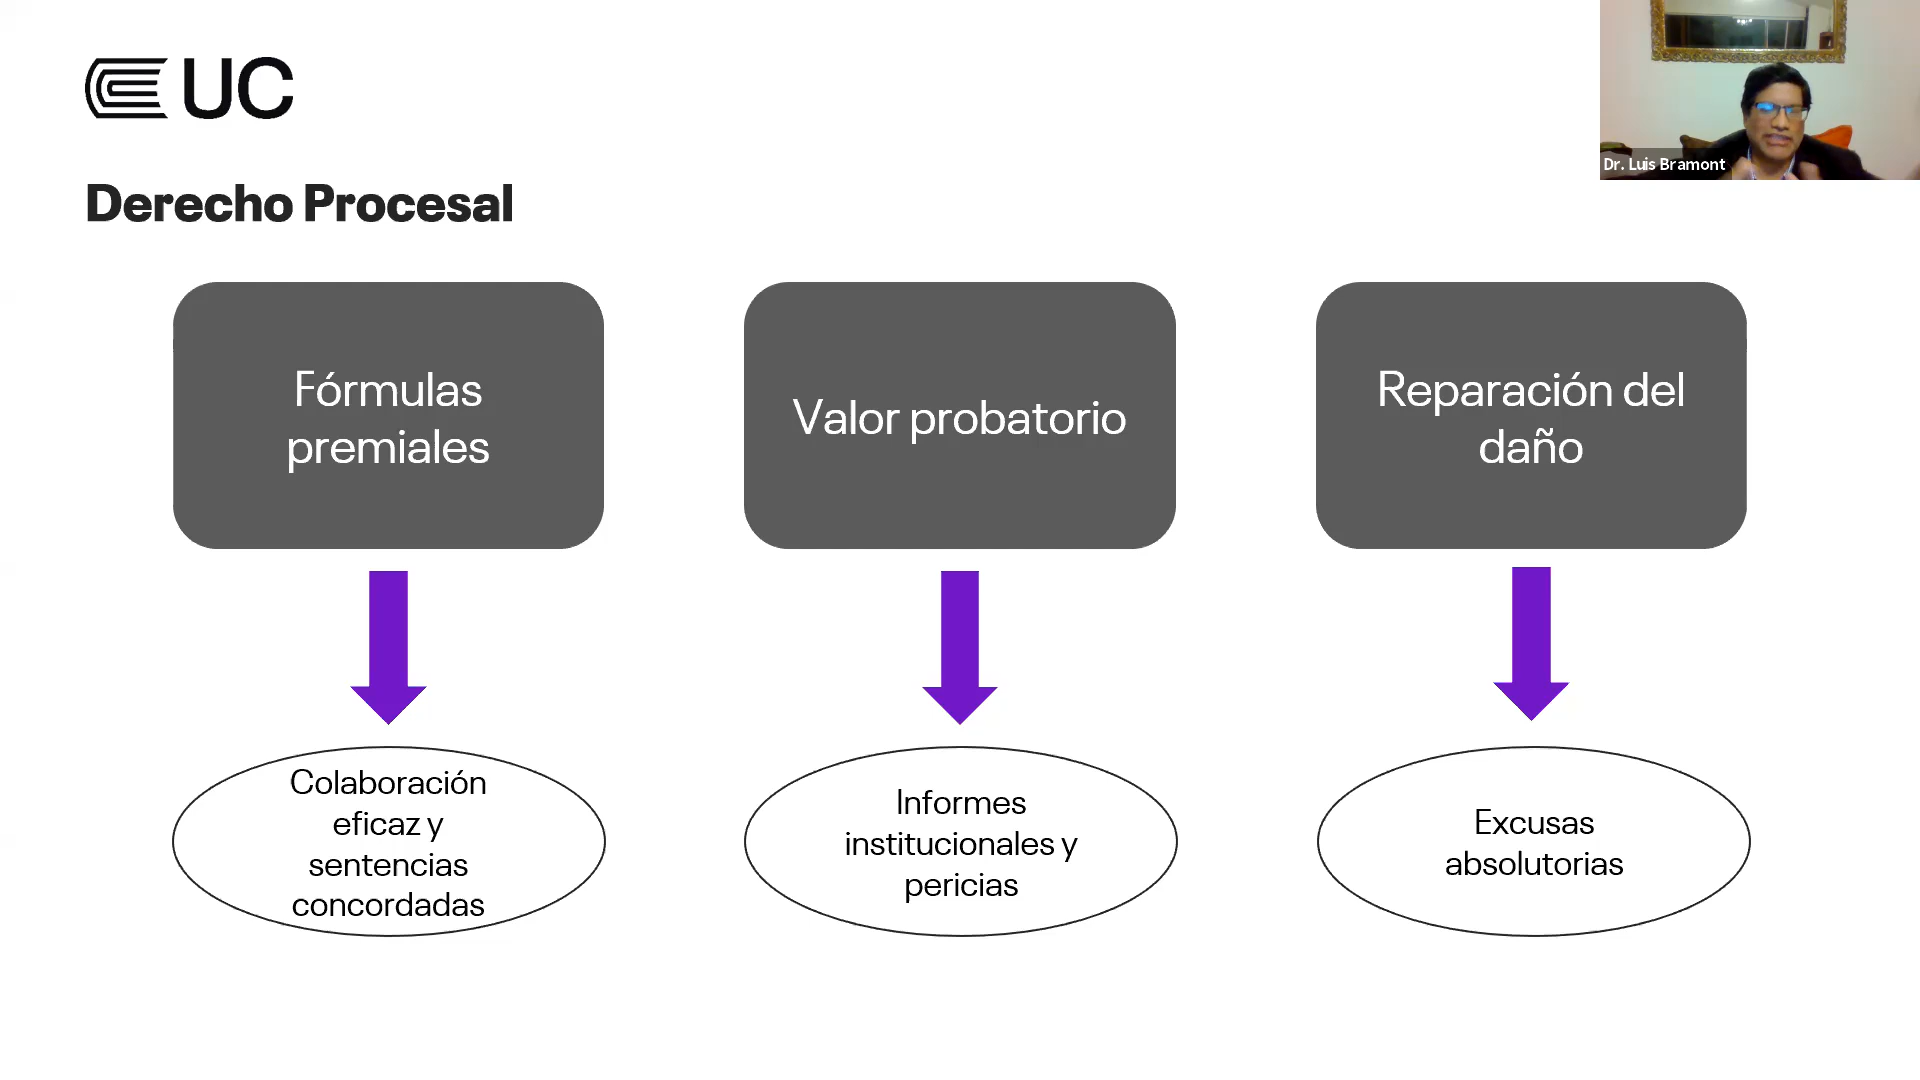 UC
Dr. Luis Bramont
Derecho Procesal
Fórmulas
premiales
Valor probatorio
Reparación del
daño
Colaboración
eficaz y
sentencias
concordadas
Informes
institucionales y
pericias
Excusas
absolutorias